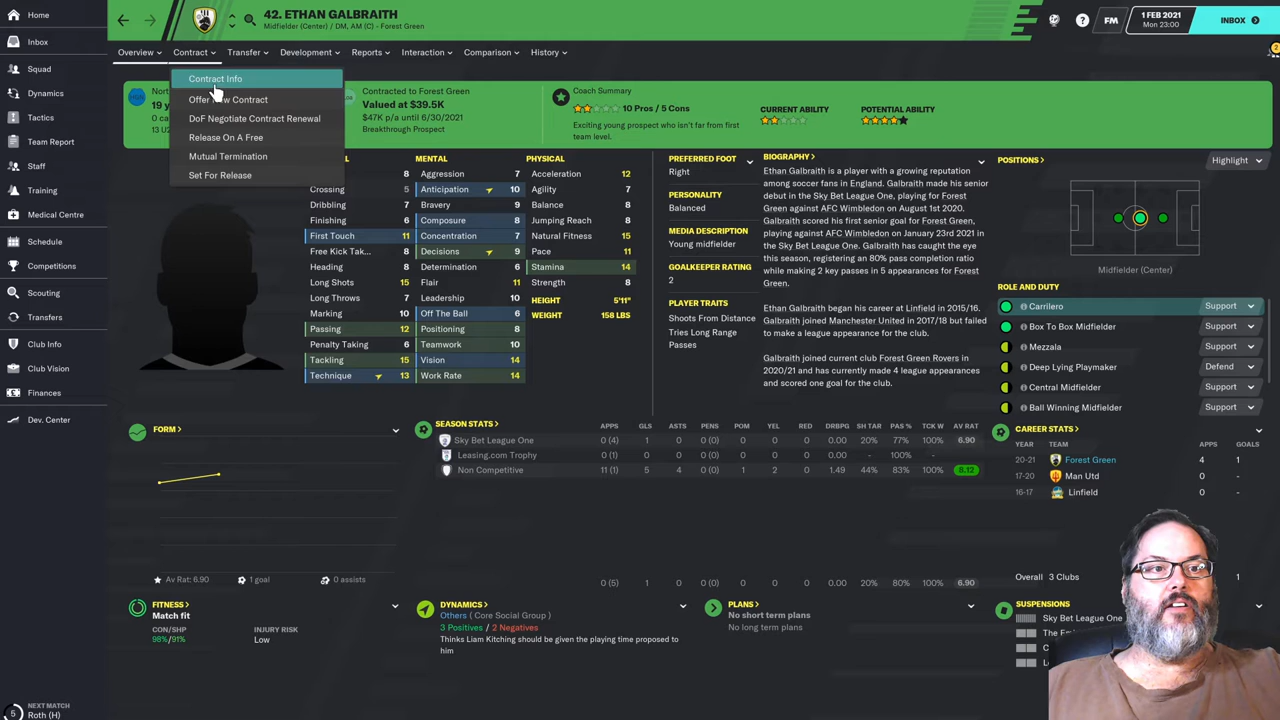 Home
Inbox
Squad
Dynamics
Tactics
Team Report
Staff
Training
Medical Centre
Schedule
Competitions
Scouting
Transfers
Club Info
Club Vision
Finances
Dev. Center
5
NEXT MATCH
Roth (H)
42. ETHAN GALBRAITH
Midfielder (Center) / DM, AM (C) - Forest Green
FM
1 FEB 2021
Mon 23:00
INBOX
2
Overview
Contract
Transfer
Development
Reports
Interaction
Comparison
History
Contract Info
DoF Negotiate Contract Renewal
Release On A Free
Mutual Termination
Set For Release
Contracted to Forest Green
Valued at $39.5K
$47K p/a until 6/30/2021
Breakthrough Prospect
Coach Summary
10 Pros / 5 Cons
Exciting young prospect who isn't far from first
team level.
CURRENT ABILITY
POTENTIAL ABILITY
MENTAL
PHYSICAL
8
Crossing 5
Dribbling 7
Finishing 6
First Touch 11
Free Kick Tak... 8
Heading 8
Long Shots 15
Long Throws 7
Marking 10
Passing 12
Penalty Taking 6
Tackling 15
Technique 13
Aggression 7
Anticipation 10
Bravery 9
Composure 8
Concentration 7
Decisions 9
Determination 6
Flair 11
Leadership 10
Off The Ball 6
Positioning 8
Teamwork 10
Vision 14
Work Rate 14
Acceleration 12
Agility 7
Balance 8
Jumping Reach 8
Natural Fitness 15
Pace 11
Stamina 14
Strength 8
HEIGHT 5'11"
WEIGHT 158 LBS
PREFERRED FOOT
Right
PERSONALITY
Balanced
MEDIA DESCRIPTION
Young midfielder
GOALKEEPER RATING
2
PLAYER TRAITS
Shoots From Distance
Tries Long Range
Passes
BIOGRAPHY
Ethan Galbraith is a player with a growing reputation
among soccer fans in England. Galbraith made his senior
debut in the Sky Bet League One, playing for Forest
Green against AFC Wimbledon on August 1st 2020.
Galbraith scored his first senior goal for Forest Green,
playing against AFC Wimbledon on January 23rd 2021 in
the Sky Bet League One. Galbraith has caught the eye
this season, registering an 80% pass completion ratio
while making 2 key passes in 5 appearances for Forest
Green.
Ethan Galbraith began his career at Linfield in 2015/16.
Galbraith joined Manchester United in 2017/18 but failed
to make a league appearance for the club.
Galbraith joined current club Forest Green Rovers in
2020/21 and has currently made 4 league appearances
and scored one goal for the club.
POSITIONS
Highlight
Midfielder (Center)
ROLE AND DUTY
Carrilero Support
Box To Box Midfielder Support
Mezzala Support
Deep Lying Playmaker Defend
Central Midfielder Support
Ball Winning Midfielder Support
FORM
Av Rat: 6.90
1 goal
0 assists
SEASON STATS
APPS GLS ASTS PENS POM YEL RED DRBPG SH TAR PAS % TCK W AV RAT
Sky Bet League One 0 (4) 1 0 0 (0) 0 0 0 0.00 20% 77% 100% 6.90
Leasing.com Trophy 0 (1) 0 0 0 (0) 0 0 0 0.00 - 100% -
Non Competitive 11 (1) 5 4 0 (0) 1 2 0 1.49 44% 83% 100% 8.12
0 (5) 1 0 0 (0) 0 0 0 0.00 20% 80% 100% 6.90
CAREER STATS
YEAR TEAM APPS GOALS
20-21 Forest Green 4 1
17-20 Man Utd 0 -
16-17 Linfield 0 -
Overall 3 Clubs 1
FITNESS
Match fit
CON/SHP
98%/91%
INJURY RISK
Low
DYNAMICS
Others ( Core Social Group )
3 Positives / 2 Negatives
Thinks Liam Kitching should be given the playing time proposed to
him
PLANS
No short term plans
No long term plans
SUSPENSIONS
Sky Bet League One